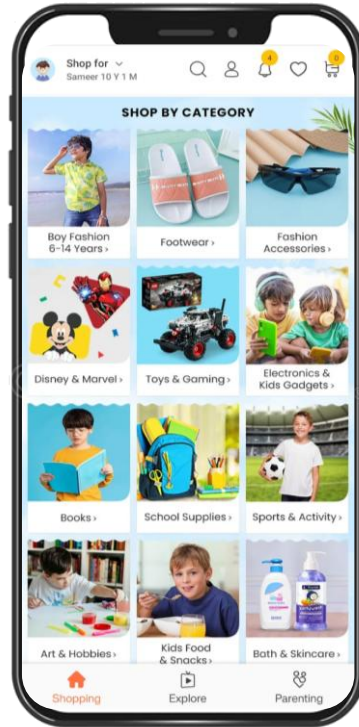 Shop for
Sameer 10 Y 1 M
4
0
SHOP BY CATEGORY
Boy Fashion
6-14 Years ›
Footwear ›
Fashion
Accessories ›
Disney & Marvel ›
Toys & Gaming ›
Electronics &
Kids Gadgets ›
Books ›
School Supplies ›
Sports & Activity ›
Art & Hobbies ›
Kids Food
& Snacks ›
Bath & Skincare ›
Shopping
Explore
Parenting